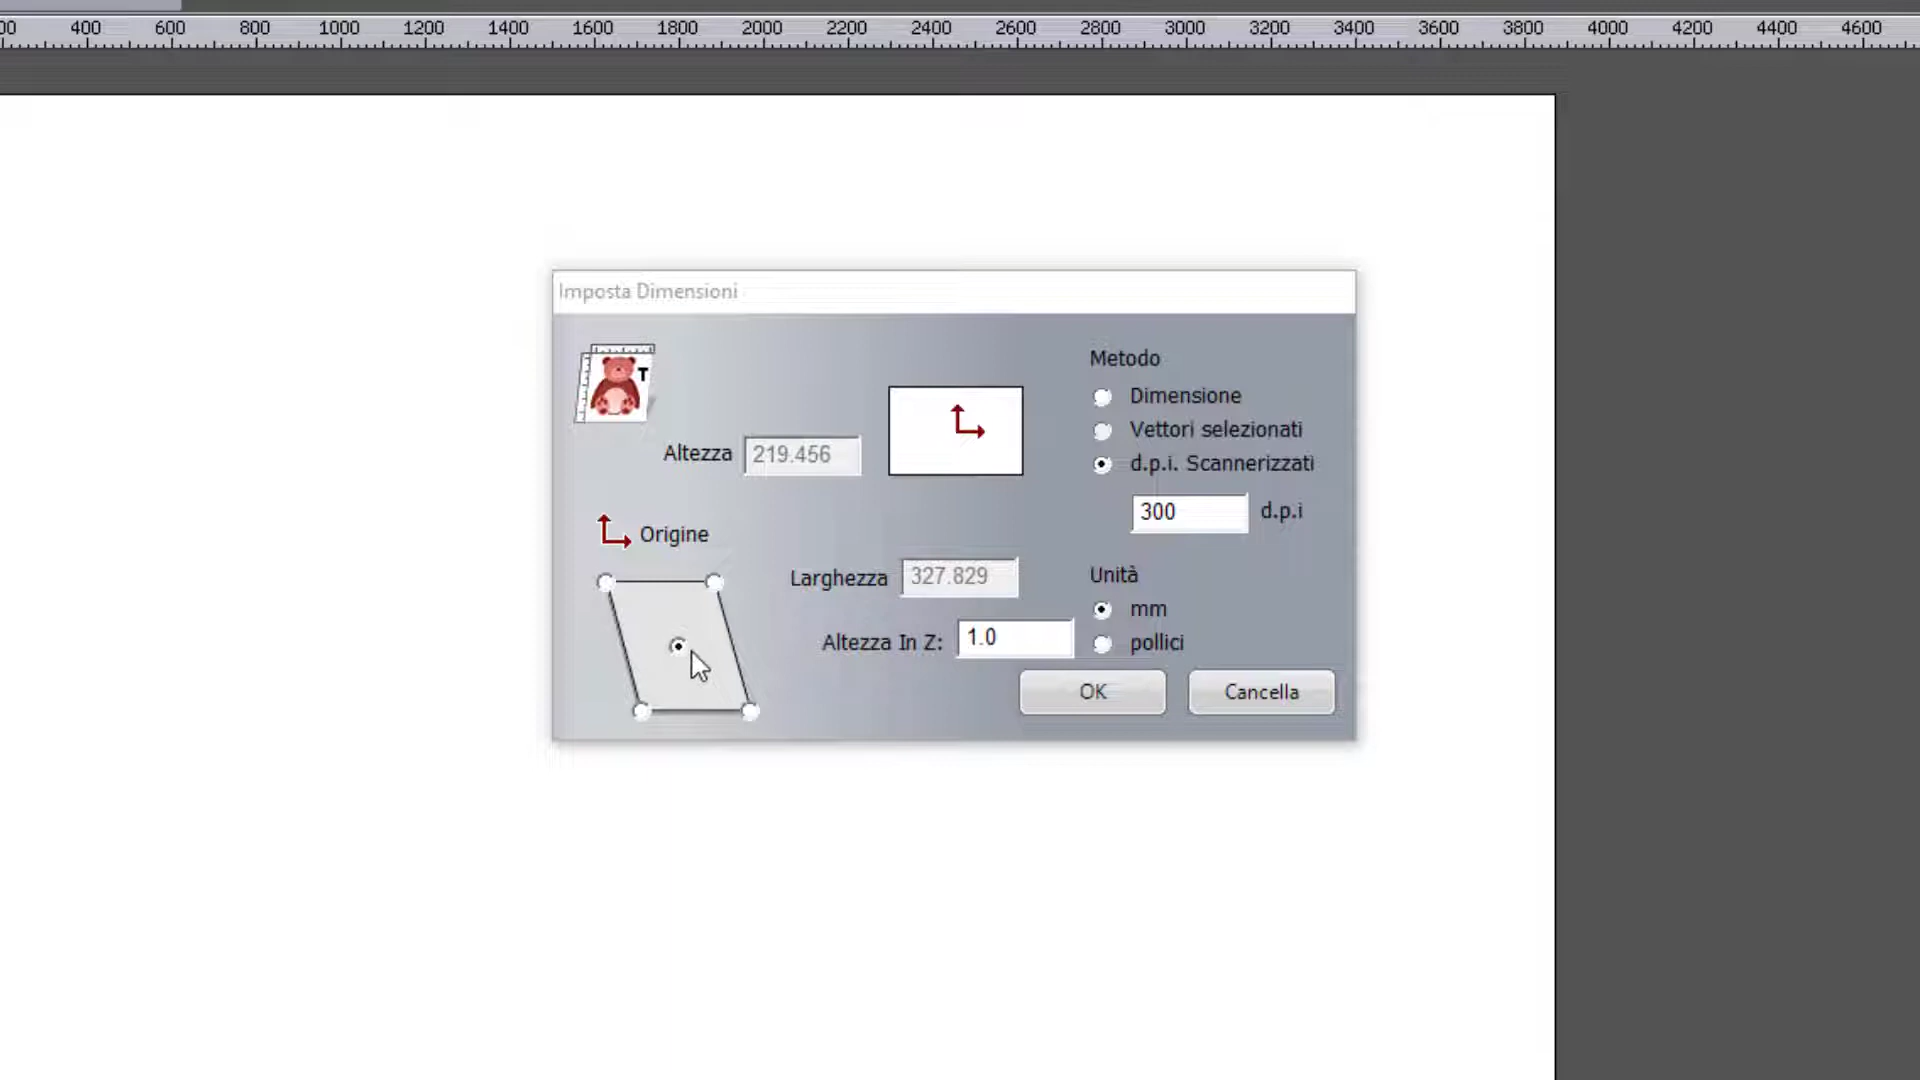 400 600 800 1000 1200 1400 1600 1800 2000 2200 2400 2600 2800 3000 3200 3400 3600 3800 4000 4200 4400 4600
Imposta Dimensioni
T
Metodo
Dimensione
Vettori selezionati
d.p.i. Scannerizzati
300 d.p.i
Altezza 219.456
Origine
Larghezza 327.829
Altezza In Z: 1.0
Unità
mm
pollici
OK Cancella